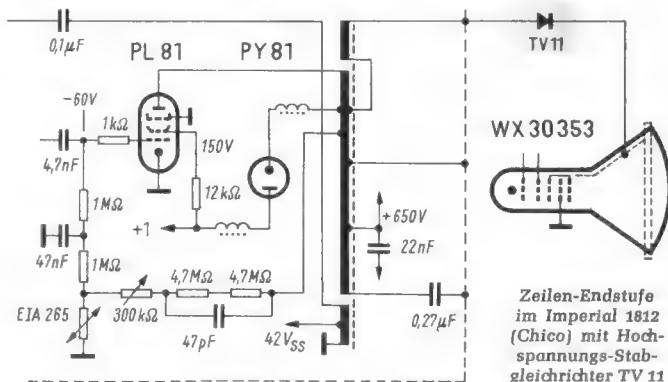 0,1µF
PL 81
PY 81
TV 11
-60V
1kΩ
150V
WX 30353
4,7nF
12kΩ
1MΩ
+1
+650V
22nF
47nF
1MΩ
4,7MΩ
4,7MΩ
EIA 265
300kΩ
47pF
42Vss
0,27µF
Zeilen-Endstufe
im Imperial 1812
(Chico) mit Hoch-
spannungs-Stab-
gleichrichter TV 11